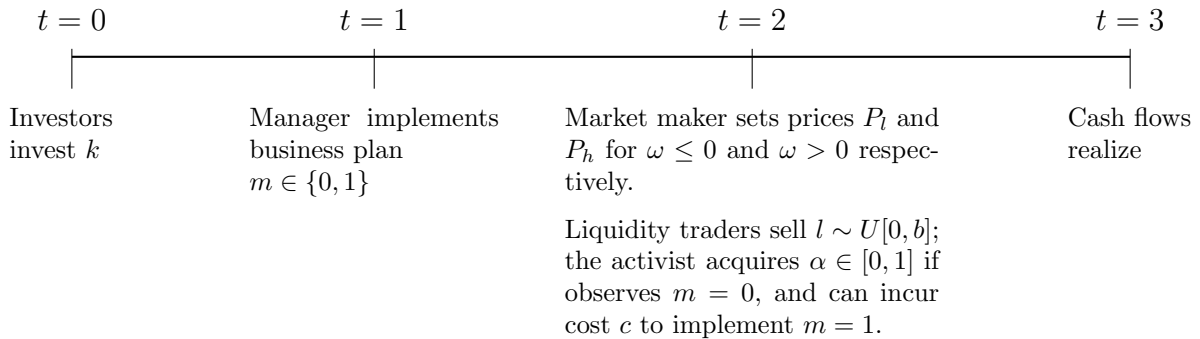 t = 0
t = 1
t = 2
t = 3
Investors
invest k
Manager implements
business plan
m ∈ {0, 1}
Market maker sets prices P_l and
P_h for ω ≤ 0 and ω > 0 respec-
tively.
Liquidity traders sell l ∼ U[0, b];
the activist acquires α ∈ [0, 1] if
observes m = 0, and can incur
cost c to implement m = 1.
Cash flows
realize